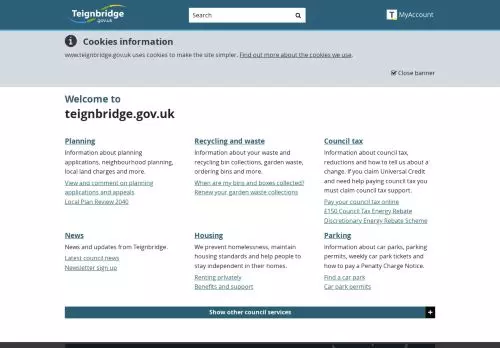 Teignbridge
gov.uk
Search
T MyAccount
Cookies information
www.teignbridge.gov.uk uses cookies to make the site simpler. Find out more about the cookies we use.
Close banner
Welcome to
teignbridge.gov.uk
Planning
Information about planning
applications, neighbourhood planning,
local land charges and more.
View and comment on planning
applications and appeals
Local Plan Review 2040
Recycling and waste
Information about your waste and
recycling bin collections, garden waste,
ordering bins and more.
When are my bins and boxes collected?
Renew your garden waste collections
Council tax
Information about council tax,
reductions and how to tell us about a
change. If you claim Universal Credit
and need help paying council tax you
must claim council tax support.
Pay your council tax online
£150 Council Tax Energy Rebate
Discretionary Energy Rebate Scheme
News
News and updates from Teignbridge.
Latest council news
Newsletter sign up
Housing
We prevent homelessness, maintain
housing standards and help people to
stay independent in their homes.
Renting privately
Benefits and support
Parking
Information about car parks, parking
permits, weekly car park tickets and
how to pay a Penalty Charge Notice.
Find a car park
Car park permits
Show other council services +